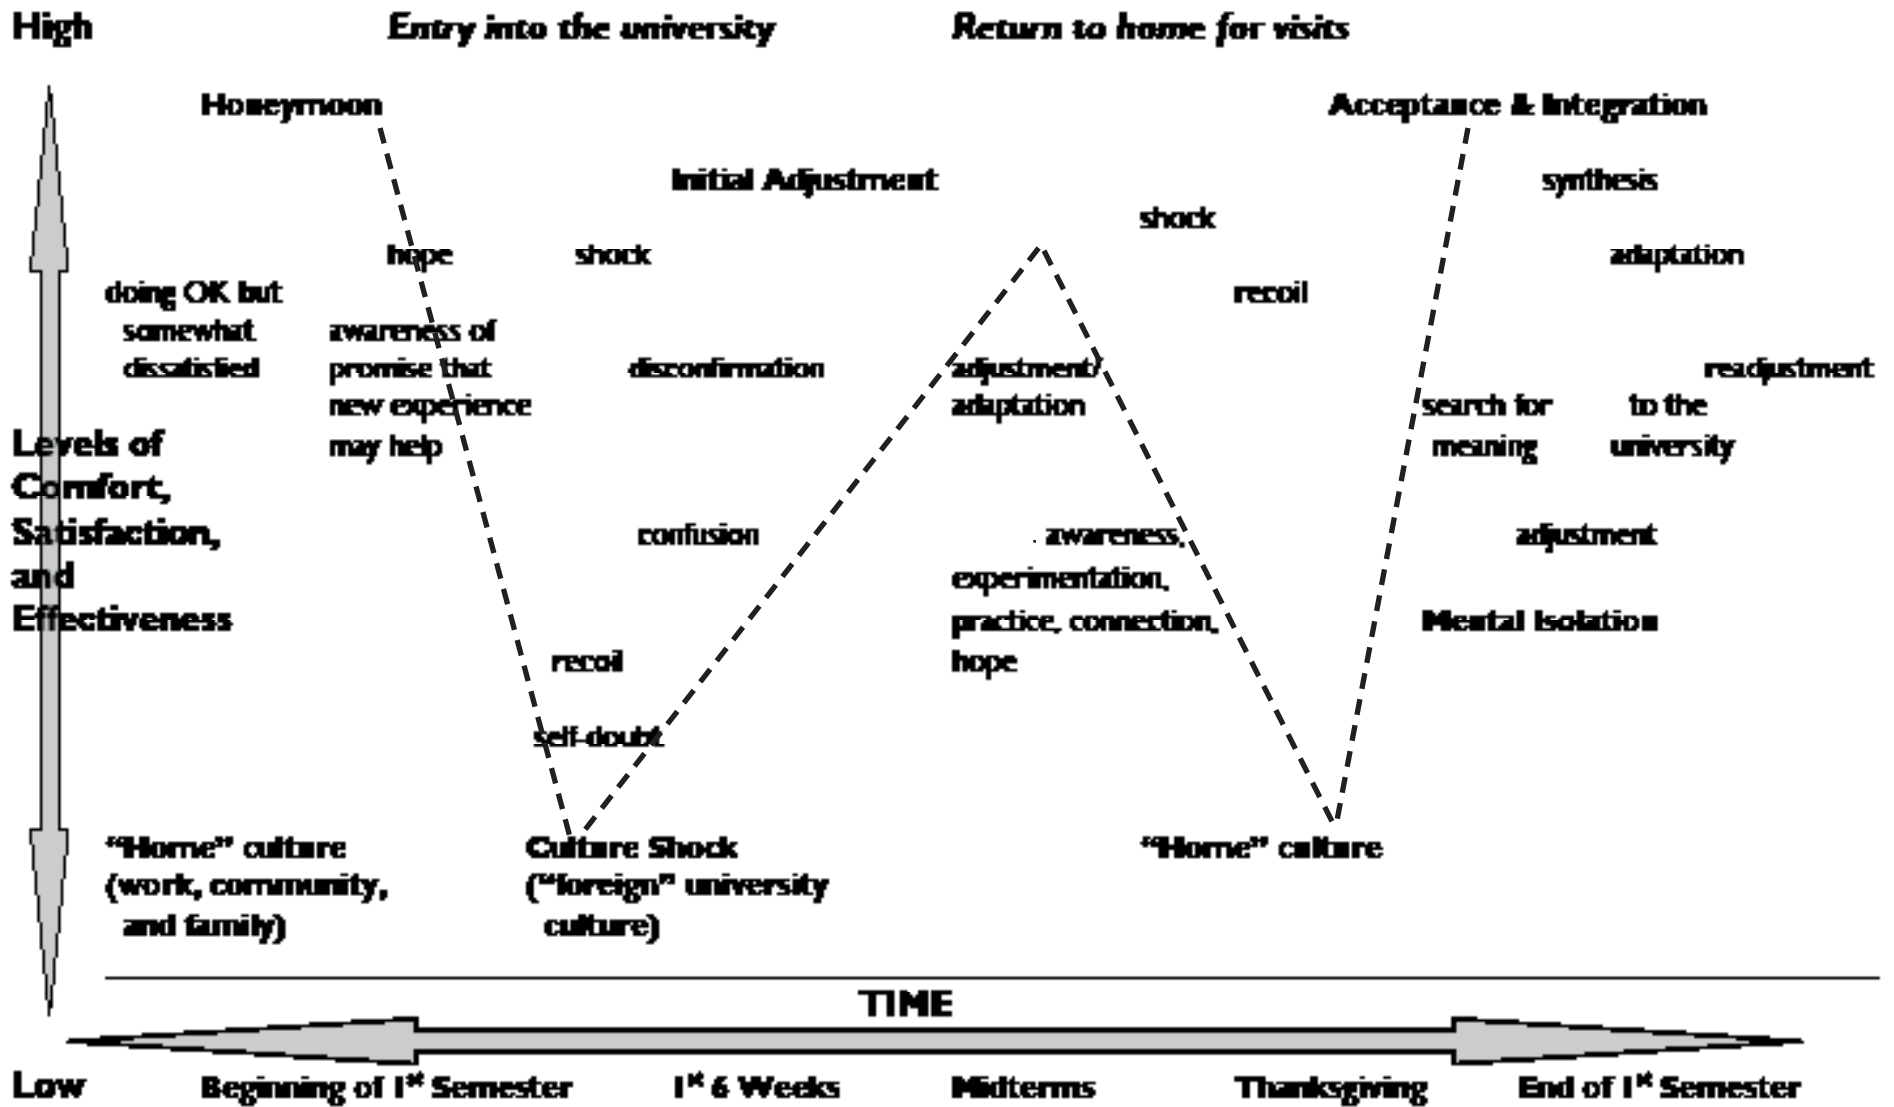 High
Entry into the university
Return to home for visits
Honeymoon
Acceptance & Integration
Initial Adjustment
synthesis
shock
hope
shock
adaptation
doing OK but
somewhat
dissatisfied
recoil
awareness of
promise that
new experience
may help
disconfirmation
adjustment/
adaptation
readjustment
search for
meaning
to the
university
Levels of
Comfort,
Satisfaction,
and
Effectiveness
confusion
awareness,
experimentation,
practice, connection,
hope
adjustment
Mental Isolation
recoil
self-doubt
“Home” culture
(work, community,
and family)
Culture Shock
(“foreign” university
culture)
“Home” culture
TIME
Low
Beginning of 1st Semester
1st 6 Weeks
Midterms
Thanksgiving
End of 1st Semester